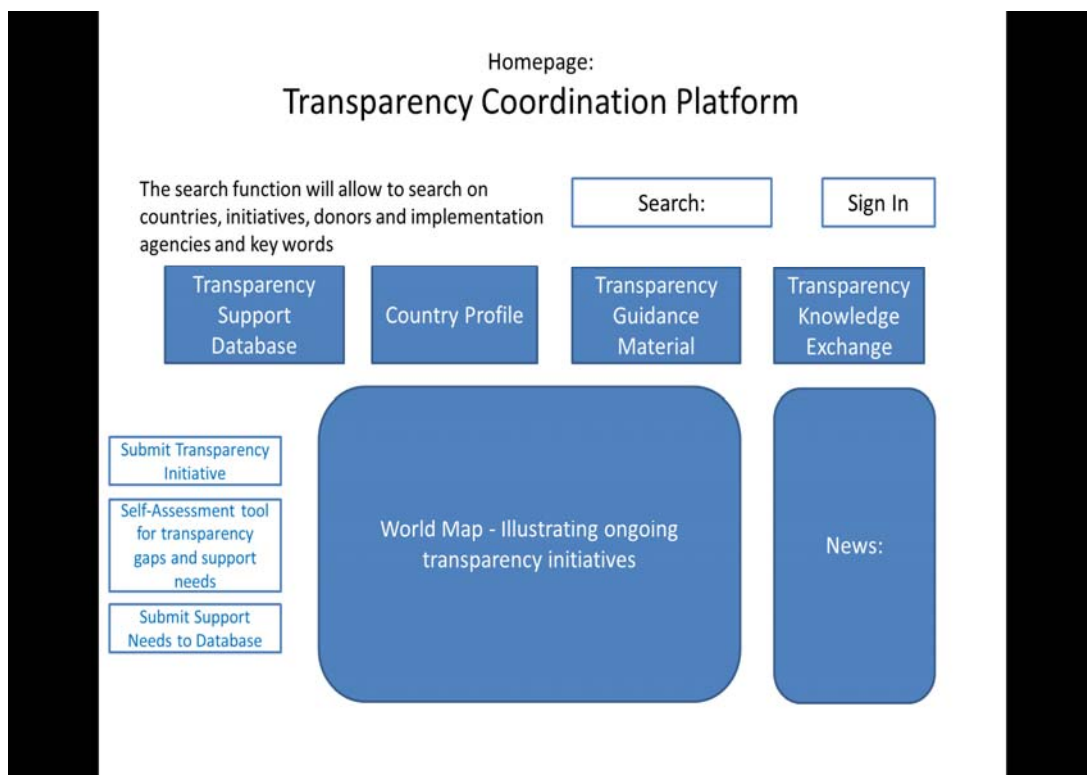 Homepage:
Transparency Coordination Platform
The search function will allow to search on
countries, initiatives, donors and implementation
agencies and key words
Search:
Sign In
Transparency
Support
Database
Country Profile
Transparency
Guidance
Material
Transparency
Knowledge
Exchange
Submit Transparency
Initiative
Self-Assessment tool
for transparency
gaps and support
needs
Submit Support
Needs to Database
World Map - Illustrating ongoing
transparency initiatives
News: